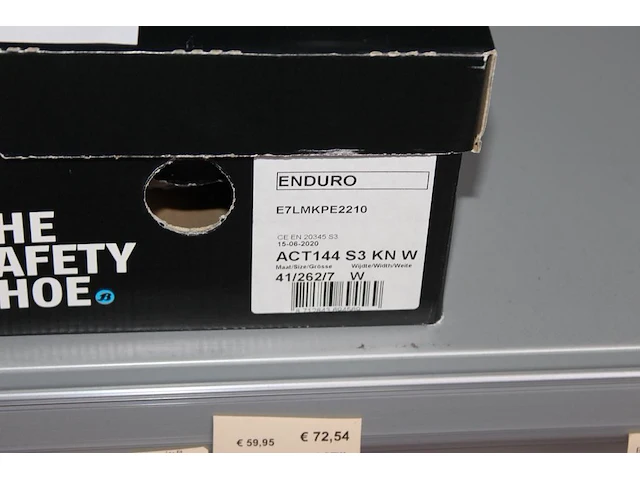 HE
AFETY
HOE
ENDURO
E7LMKPE2210
CE EN 20345 S3
15-06-2020
ACT144 S3 KN W
Maat/Size/Grösse Wijdte/Width/Weite
41/262/7 W
€ 59,95 € 72,54